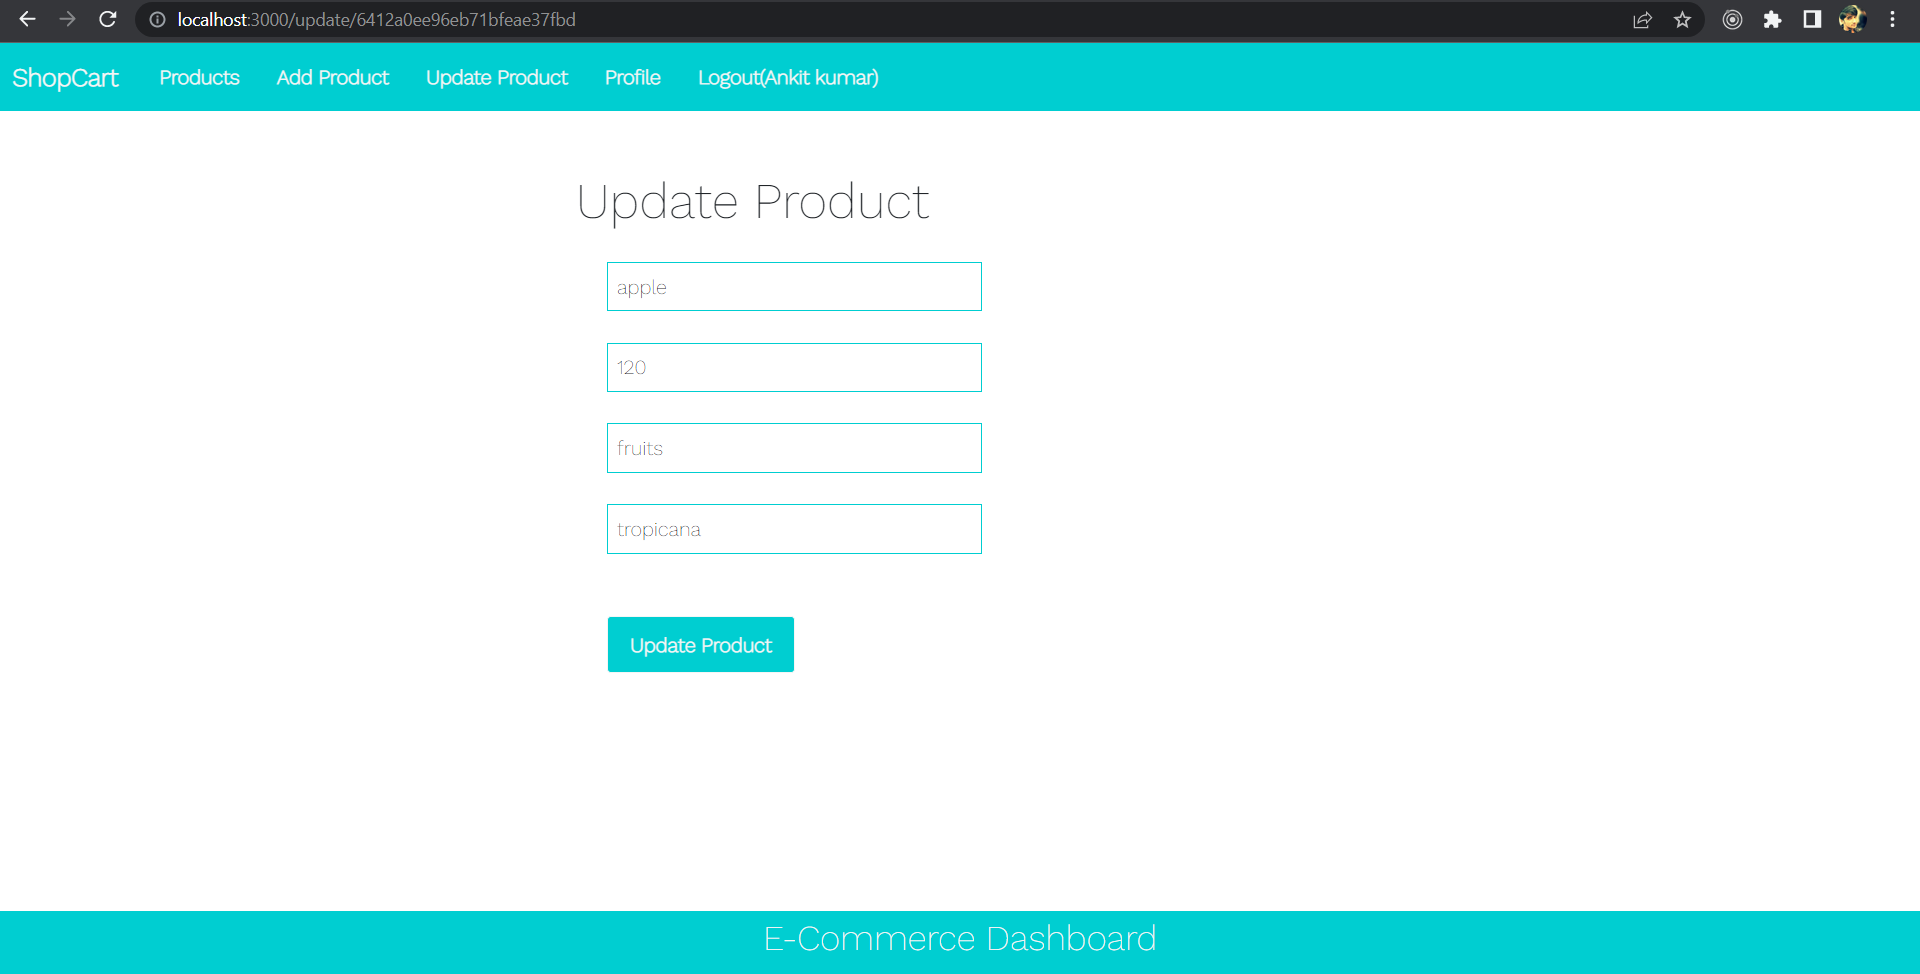 localhost:3000/update/6412a0ee96eb71bfeae37fbd
ShopCart Products Add Product Update Product Profile Logout(Ankit kumar)
Update Product
apple
120
fruits
tropicana
Update Product
E-Commerce Dashboard